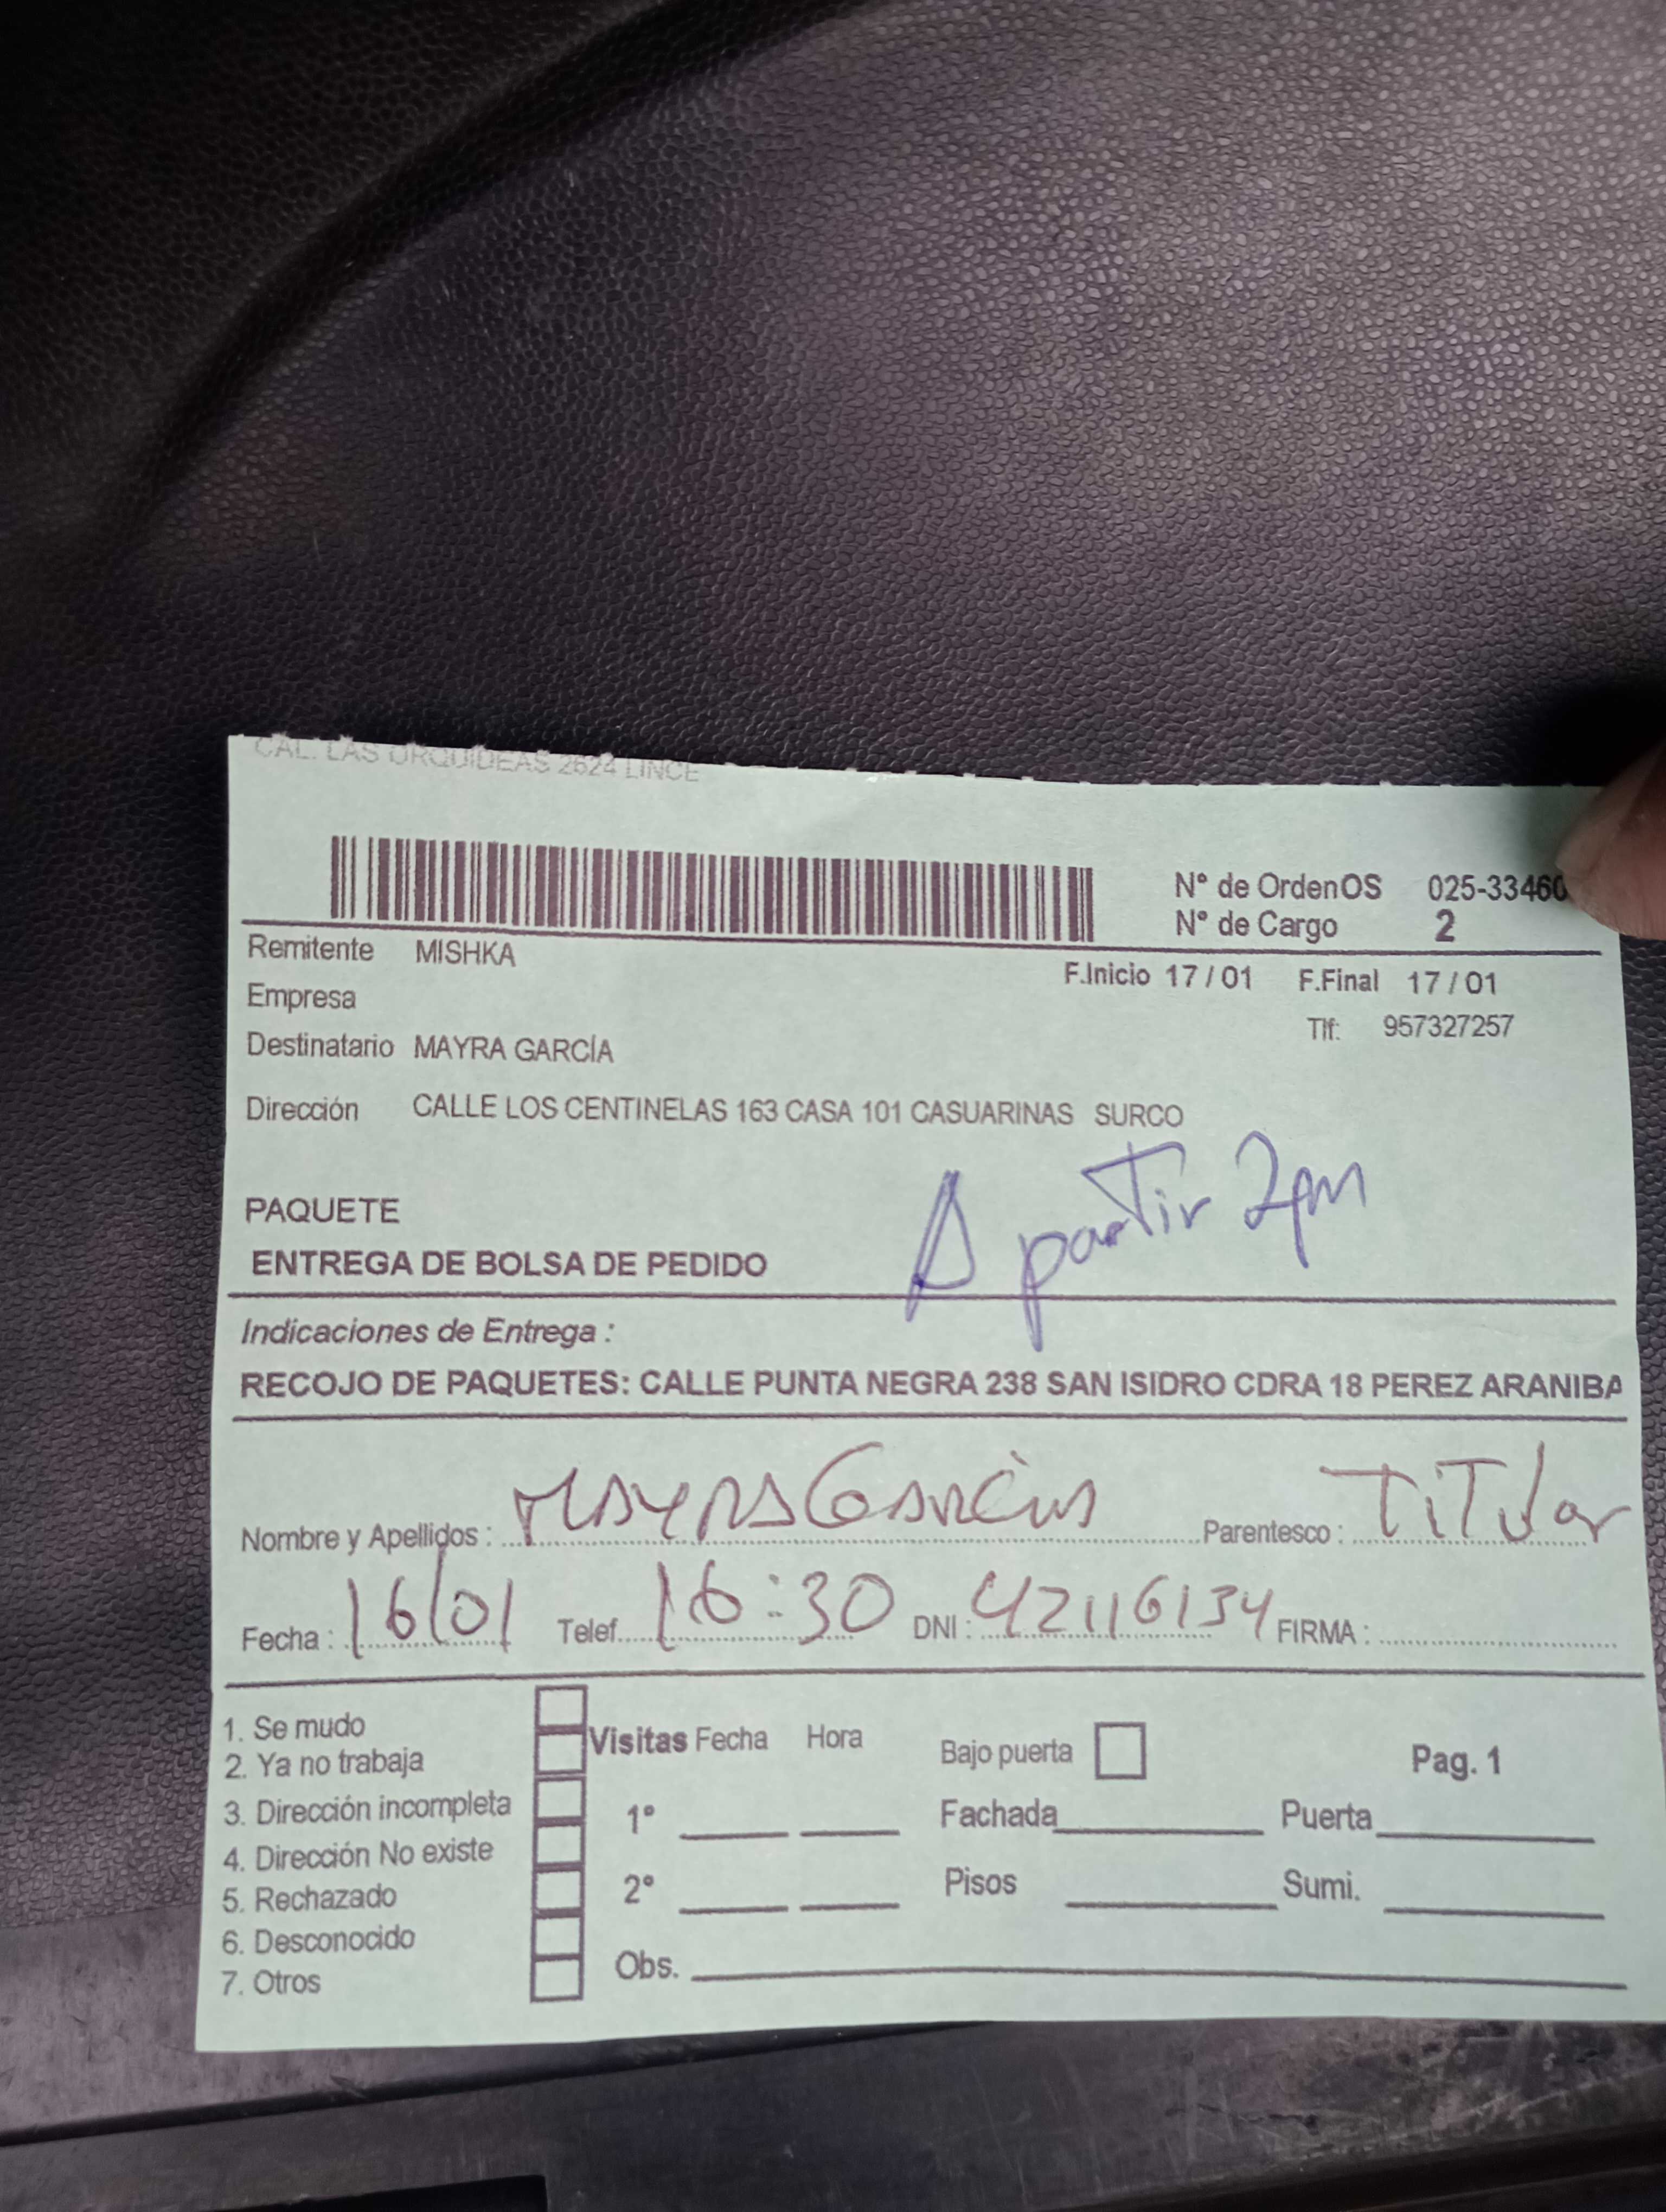 CAL. LAS ORQUIDEAS 2624 LINCE
N° de OrdenOS 025-33460
N° de Cargo 2
Remitente MISHKA
F.Inicio 17/01 F.Final 17/01
Empresa
Tlf: 957327257
Destinatario MAYRA GARCÍA
Dirección CALLE LOS CENTINELAS 163 CASA 101 CASUARINAS SURCO
A partir 2pm
PAQUETE
ENTREGA DE BOLSA DE PEDIDO
Indicaciones de Entrega :
RECOJO DE PAQUETES: CALLE PUNTA NEGRA 238 SAN ISIDRO CDRA 18 PEREZ ARANIBA
Nombre y Apellidos : Mayra García Parentesco : Titular
Fecha : 16/01 Telef. 16:30 DNI : 42116134 FIRMA :
1. Se mudo
2. Ya no trabaja
3. Dirección incompleta
4. Dirección No existe
5. Rechazado
6. Desconocido
7. Otros
Visitas Fecha Hora
1°
2°
Obs.
Bajo puerta
Pag. 1
Fachada Puerta
Pisos Sumi.